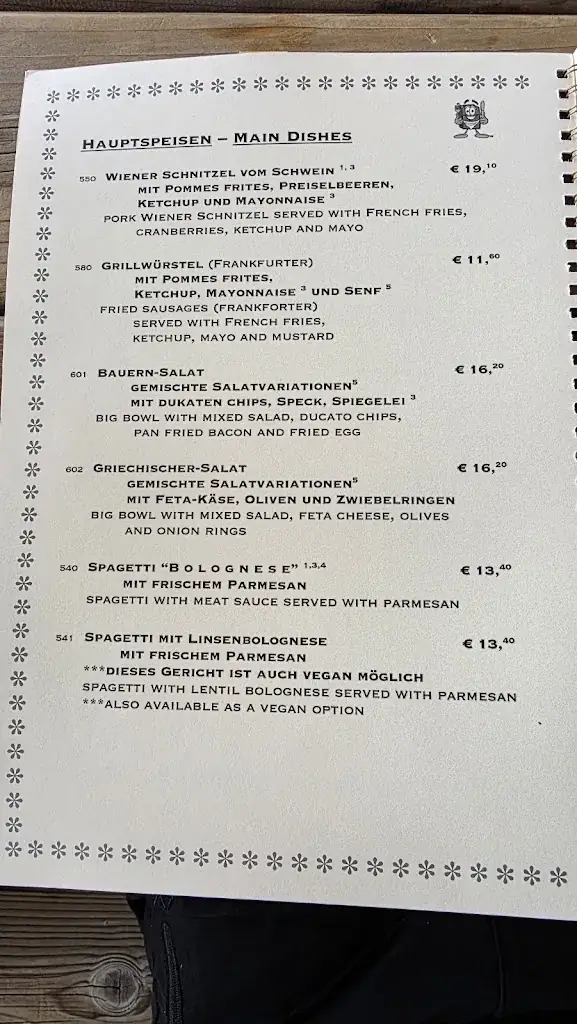 HAUPTSPEISEN – MAIN DISHES
550 WIENER SCHNITZEL VOM SCHWEIN 1,3 € 19,10
MIT POMMES FRITES, PREISELBEEREN,
KETCHUP UND MAYONNAISE 3
PORK WIENER SCHNITZEL SERVED WITH FRENCH FRIES,
CRANBERRIES, KETCHUP AND MAYO
580 GRILLWÜRSTEL (FRANKFURTER) € 11,60
MIT POMMES FRITES,
KETCHUP, MAYONNAISE 3 UND SENF 5
FRIED SAUSAGES (FRANKFORTER)
SERVED WITH FRENCH FRIES,
KETCHUP, MAYO AND MUSTARD
601 BAUERN-SALAT € 16,20
GEMISCHTE SALATVARIATIONEN5
MIT DUKATEN CHIPS, SPECK, SPIEGELEI 3
BIG BOWL WITH MIXED SALAD, DUCATO CHIPS,
PAN FRIED BACON AND FRIED EGG
602 GRIECHISCHER-SALAT € 16,20
GEMISCHTE SALATVARIATIONEN5
MIT FETA-KÄSE, OLIVEN UND ZWIEBELRINGEN
BIG BOWL WITH MIXED SALAD, FETA CHEESE, OLIVES
AND ONION RINGS
540 SPAGETTI “B O L O G N E S E” 1,3,4 € 13,40
MIT FRISCHEM PARMESAN
SPAGETTI WITH MEAT SAUCE SERVED WITH PARMESAN
541 SPAGETTI MIT LINSENBOLOGNESE € 13,40
MIT FRISCHEM PARMESAN
***DIESES GERICHT IST AUCH VEGAN MÖGLICH
SPAGETTI WITH LENTIL BOLOGNESE SERVED WITH PARMESAN
***ALSO AVAILABLE AS A VEGAN OPTION